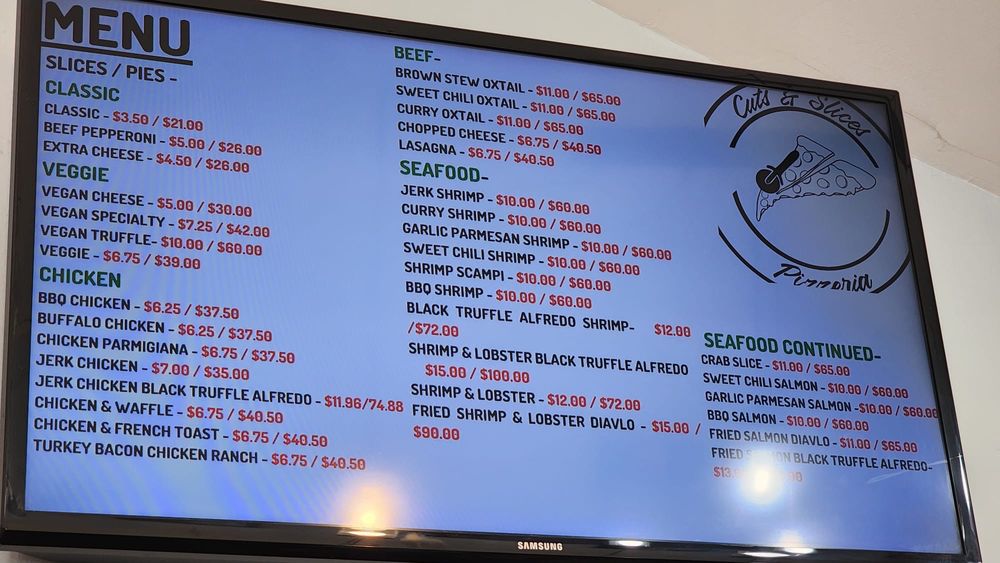 MENU
SLICES / PIES -
CLASSIC
CLASSIC - $3.50 / $21.00
BEEF PEPPERONI - $5.00 / $26.00
EXTRA CHEESE - $4.50 / $26.00
VEGGIE
VEGAN CHEESE - $5.00 / $30.00
VEGAN SPECIALTY - $7.25 / $42.00
VEGAN TRUFFLE- $10.00 / $60.00
VEGGIE - $6.75 / $39.00
CHICKEN
BBQ CHICKEN - $6.25 / $37.50
BUFFALO CHICKEN - $6.25 / $37.50
CHICKEN PARMIGIANA - $6.75 / $37.50
JERK CHICKEN - $7.00 / $35.00
JERK CHICKEN BLACK TRUFFLE ALFREDO - $11.96/74.88
CHICKEN & WAFFLE - $6.75 / $40.50
CHICKEN & FRENCH TOAST - $6.75 / $40.50
TURKEY BACON CHICKEN RANCH - $6.75 / $40.50
BEEF-
BROWN STEW OXTAIL - $11.00 / $65.00
SWEET CHILI OXTAIL - $11.00 / $65.00
CURRY OXTAIL - $11.00 / $65.00
CHOPPED CHEESE - $6.75 / $40.50
LASAGNA - $6.75 / $40.50
SEAFOOD-
JERK SHRIMP - $10.00 / $60.00
CURRY SHRIMP - $10.00 / $60.00
GARLIC PARMESAN SHRIMP - $10.00 / $60.00
SWEET CHILI SHRIMP - $10.00 / $60.00
SHRIMP SCAMPI - $10.00 / $60.00
BBQ SHRIMP - $10.00 / $60.00
BLACK TRUFFLE ALFREDO SHRIMP- $12.00
/$72.00
SHRIMP & LOBSTER BLACK TRUFFLE ALFREDO
$15.00 / $100.00
SHRIMP & LOBSTER - $12.00 / $72.00
FRIED SHRIMP & LOBSTER DIAVLO - $15.00 /
$90.00
Cuts & Slices
Pizzeria
SEAFOOD CONTINUED-
CRAB SLICE - $11.00 / $65.00
SWEET CHILI SALMON - $10.00 / $60.00
GARLIC PARMESAN SALMON -$10.00 / $60.00
BBQ SALMON - $10.00 / $60.00
FRIED SALMON DIAVLO - $11.00 / $65.00
FRIED SALMON BLACK TRUFFLE ALFREDO-
SAMSUNG